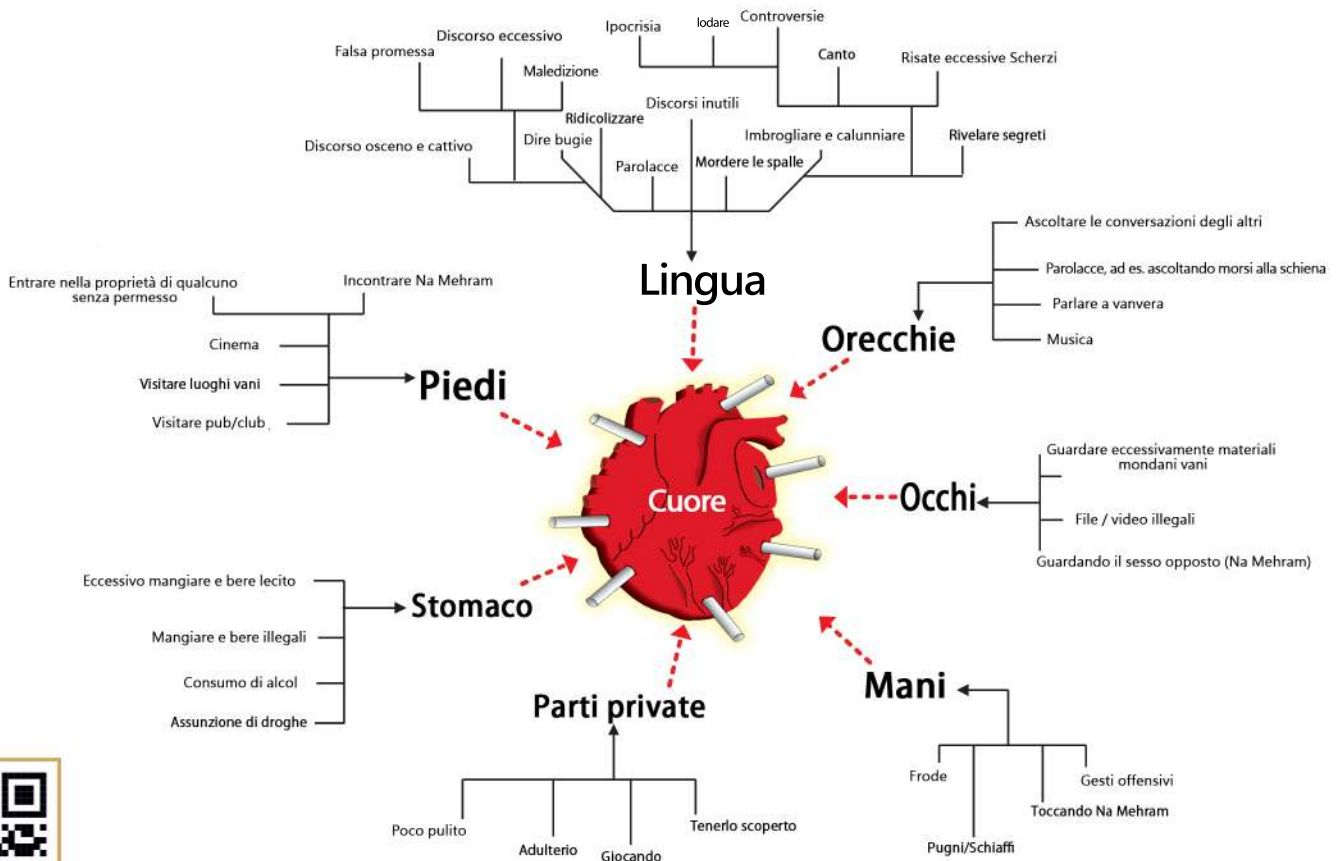 Ipocrisia
lodare
Controversie
Falsa promessa
Discorso eccessivo
Maledizione
Canto
Risate eccessive Scherzi
Discorsi inutili
Ridicolizzare
Discorso osceno e cattivo
Dire bugie
Parolacce
Mordere le spalle
Imbrogliare e calunniare
Rivelare segreti
Lingua
Ascoltare le conversazioni degli altri
Parolacce, ad es. ascoltando morsi alla schiena
Parlare a vanvera
Musica
Orecchie
Entrare nella proprietà di qualcuno
senza permesso
Incontrare Na Mehram
Cinema
Visitare luoghi vani
Visitare pub/club
Piedi
Cuore
Guardare eccessivamente materiali
mondani vani
File / video illegali
Guardando il sesso opposto (Na Mehram)
Occhi
Eccessivo mangiare e bere lecito
Mangiare e bere illegali
Consumo di alcol
Assunzione di droghe
Stomaco
Parti private
Poco pulito
Adulterio
Giocando
Tenerlo scoperto
Mani
Frode
Pugni/Schiaffi
Toccando Na Mehram
Gesti offensivi